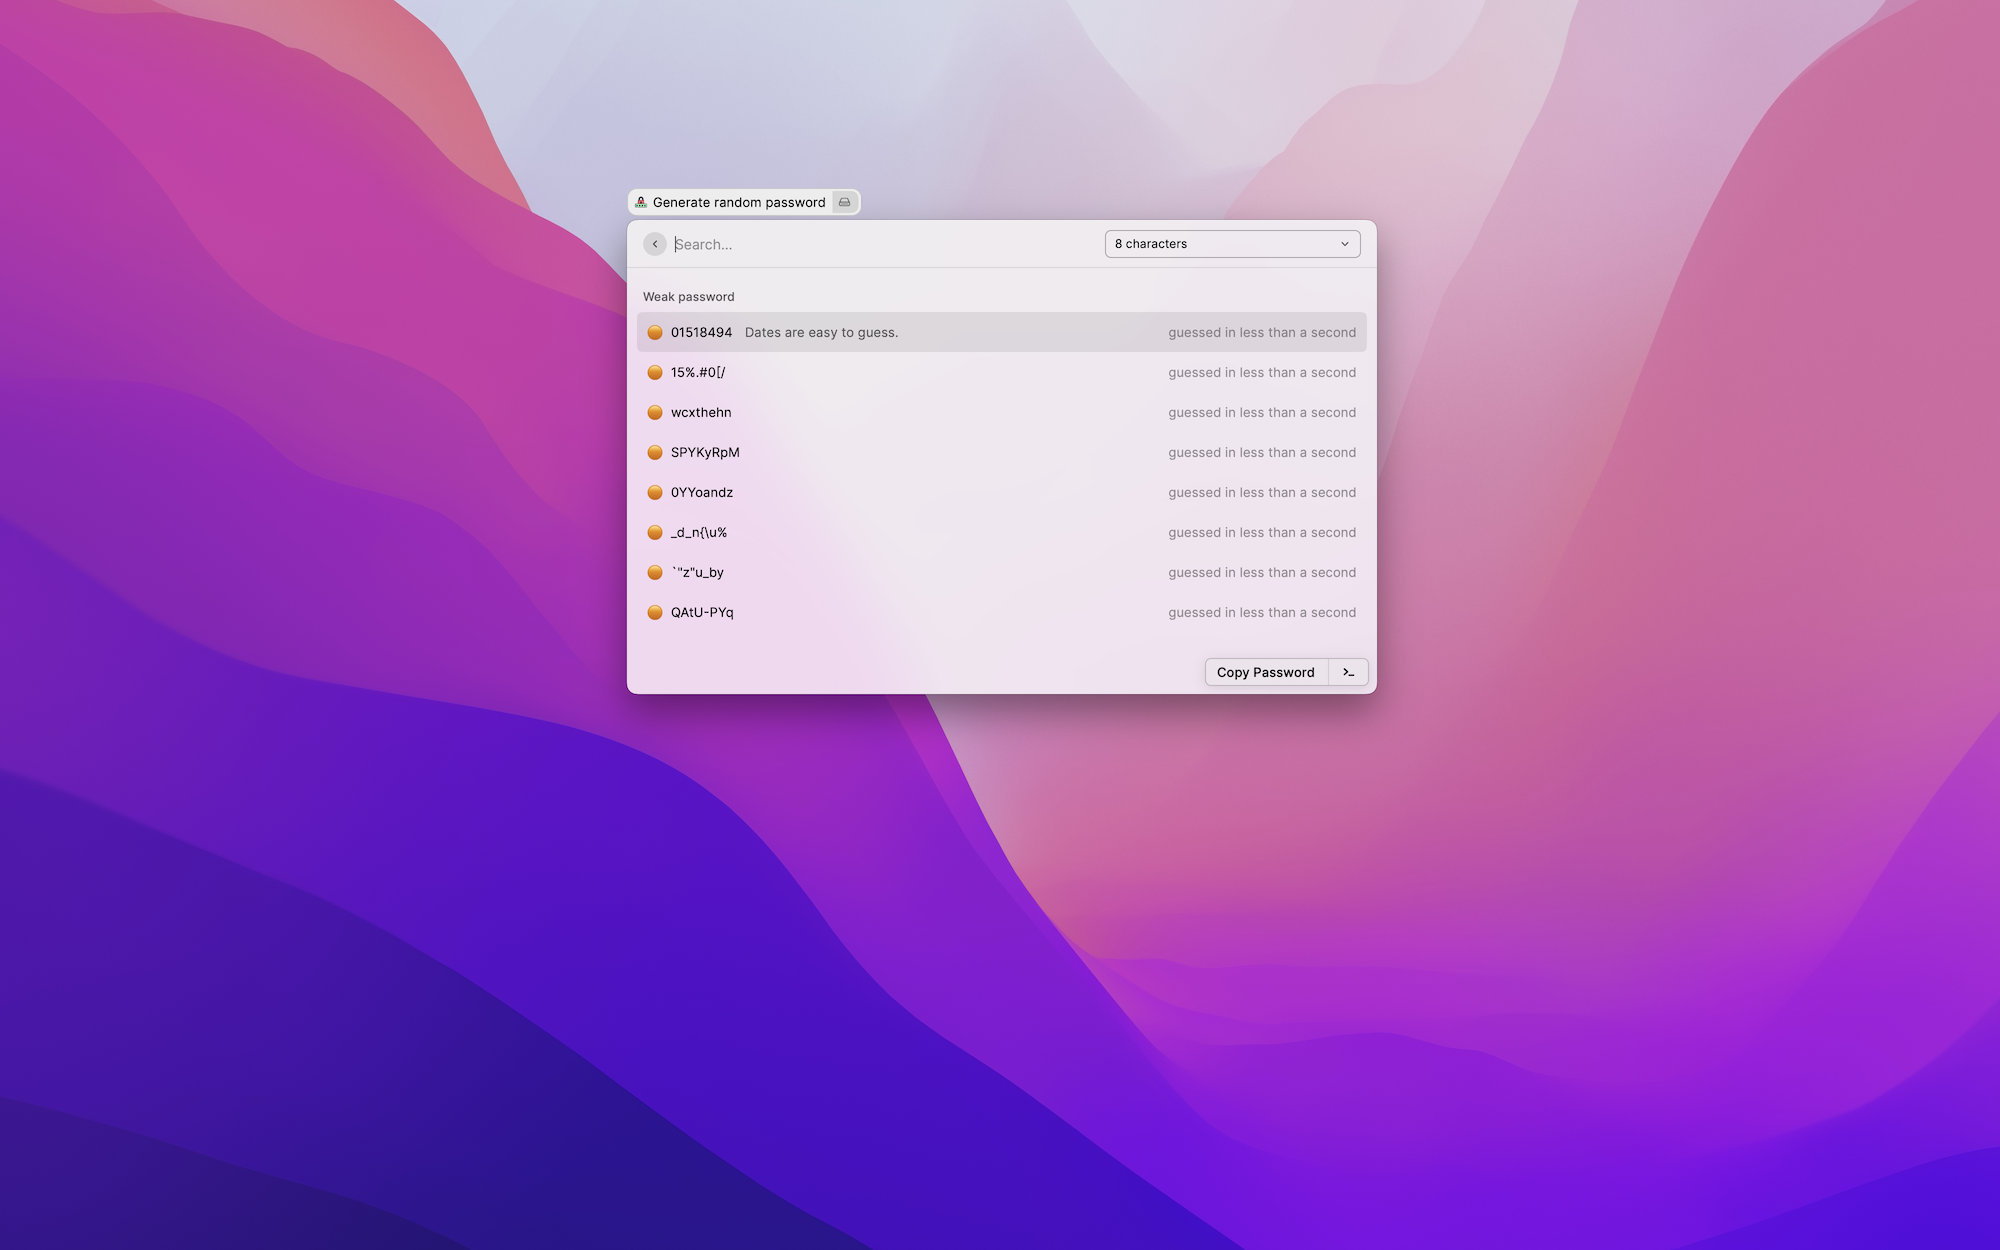 Generate random password
Search...
8 characters
Weak password
01518494 Dates are easy to guess. guessed in less than a second
15%.#0[/ guessed in less than a second
wcxthehn guessed in less than a second
SPYKyRpM guessed in less than a second
0YYoandz guessed in less than a second
_d_n{\u% guessed in less than a second
`"z"u_by guessed in less than a second
QAtU-PYq guessed in less than a second
Copy Password